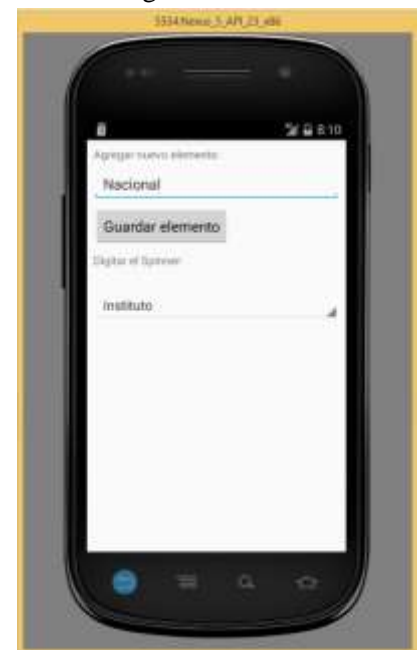 5554:Nexus_5_API_23_x86
8:10
Agregar nuevo elemento:
Nacional
Guardar elemento
Digitar el Spinner
Instituto